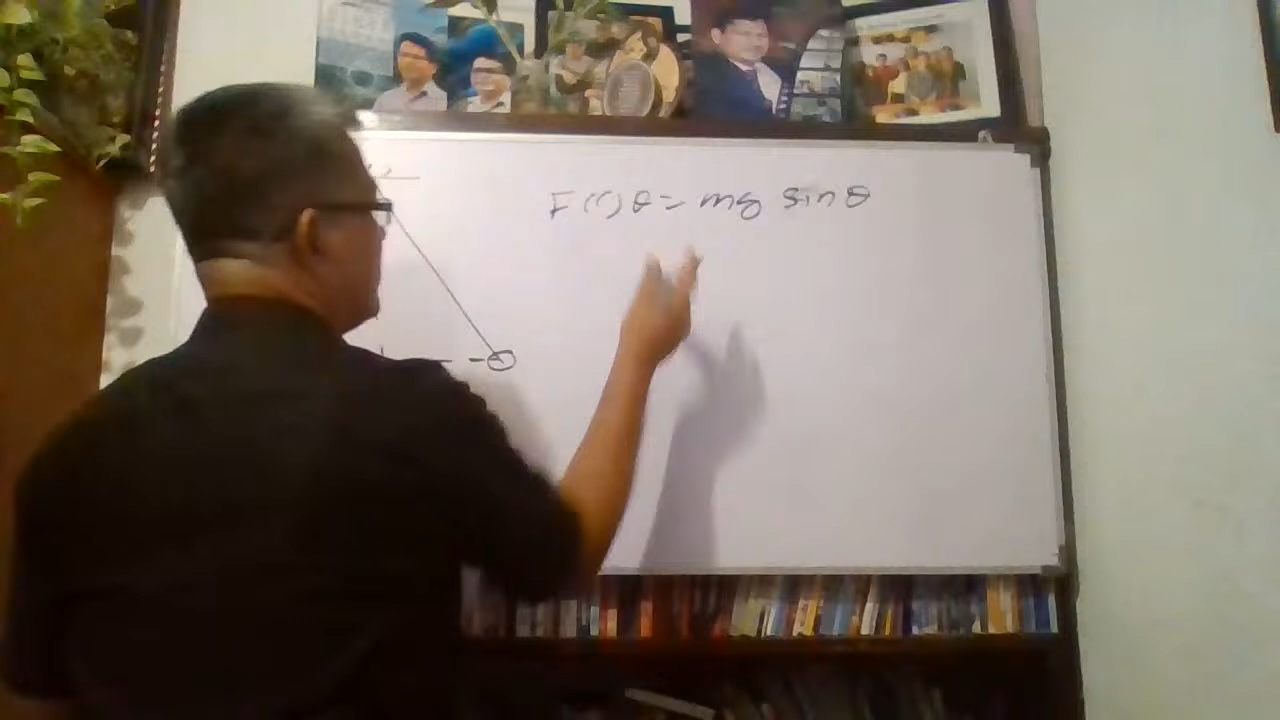 F(r)θ = mg sin θ